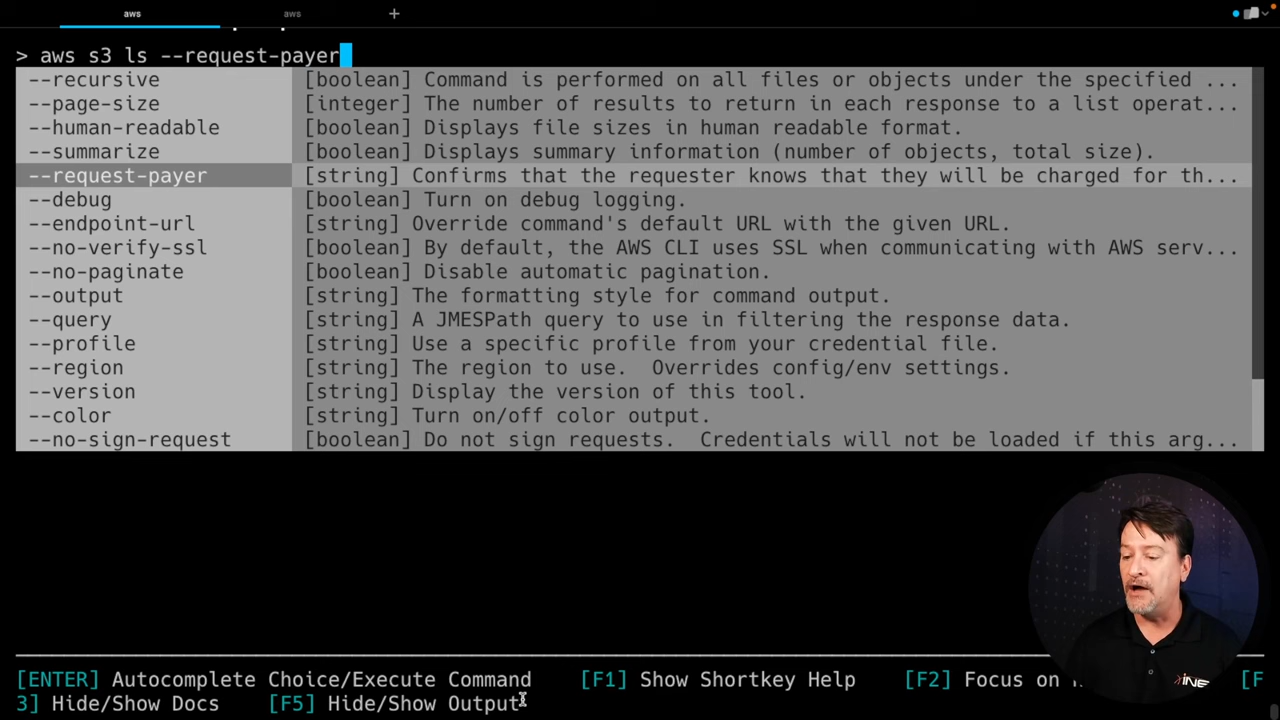 aws
aws
+
> aws s3 ls --request-payer
--recursive [boolean] Command is performed on all files or objects under the specified ...
--page-size [integer] The number of results to return in each response to a list operat...
--human-readable [boolean] Displays file sizes in human readable format.
--summarize [boolean] Displays summary information (number of objects, total size).
--request-payer [string] Confirms that the requester knows that they will be charged for th...
--debug [boolean] Turn on debug logging.
--endpoint-url [string] Override command's default URL with the given URL.
--no-verify-ssl [boolean] By default, the AWS CLI uses SSL when communicating with AWS serv...
--no-paginate [boolean] Disable automatic pagination.
--output [string] The formatting style for command output.
--query [string] A JMESPath query to use in filtering the response data.
--profile [string] Use a specific profile from your credential file.
--region [string] The region to use.  Overrides config/env settings.
--version [string] Display the version of this tool.
--color [string] Turn on/off color output.
--no-sign-request [boolean] Do not sign requests.  Credentials will not be loaded if this arg...
INE
[ENTER] Autocomplete Choice/Execute Command [F1] Show Shortkey Help [F2] Focus on [F
3] Hide/Show Docs [F5] Hide/Show Output